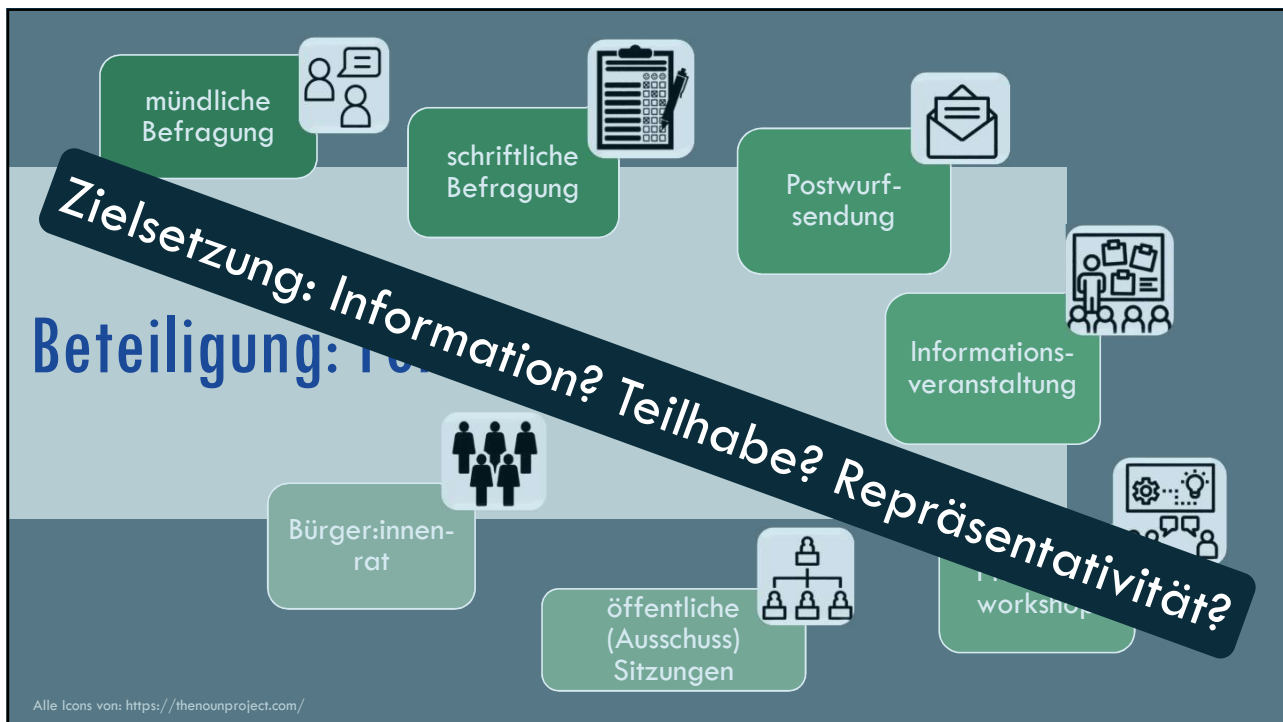 mündliche
Befragung
schriftliche
Befragung
Postwurf-
sendung
Zielsetzung: Information? Teilhabe? Repräsentativität?
Beteiligung:
Informations-
veranstaltung
Bürger:innen-
rat
öffentliche
(Ausschuss)
Sitzungen
workshop
Alle Icons von: https://thenounproject.com/